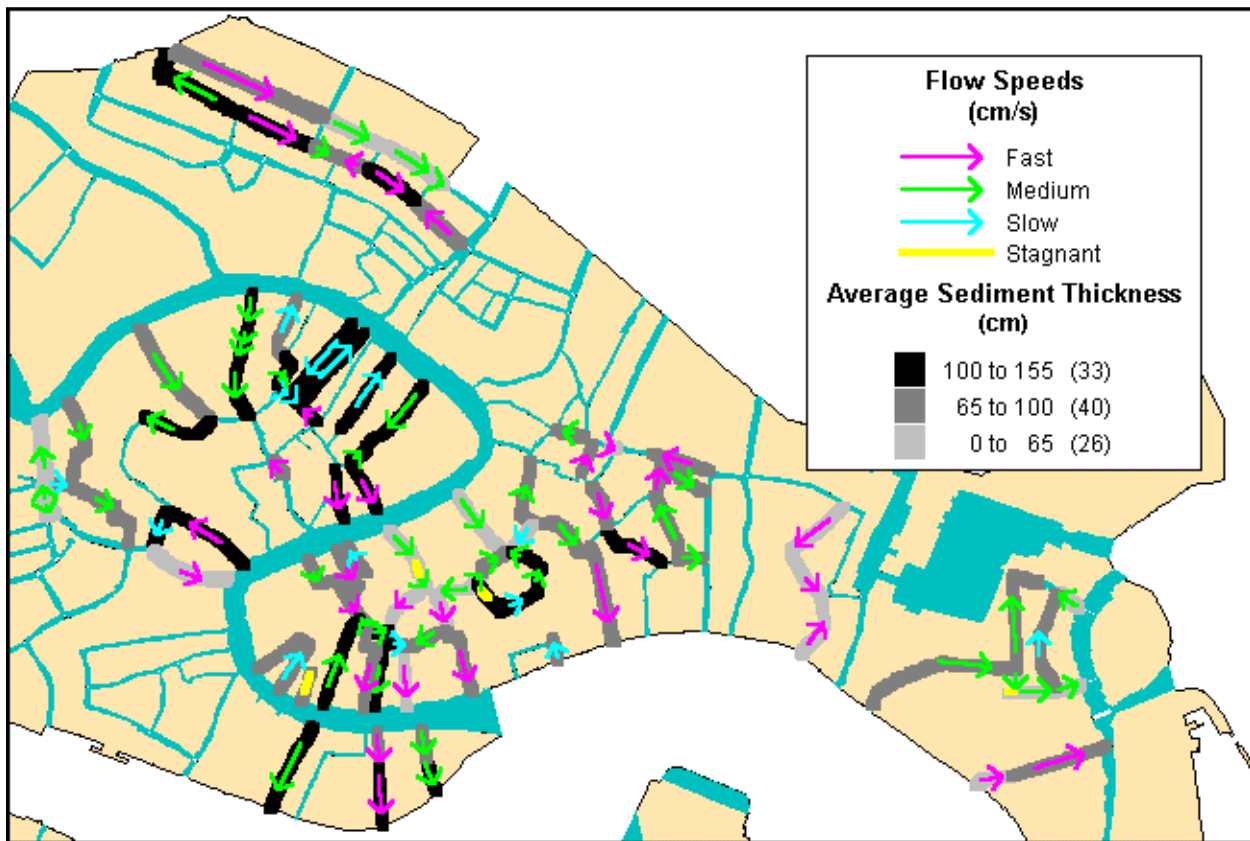 Flow Speeds
(cm/s)
Fast
Medium
Slow
Stagnant
Average Sediment Thickness
(cm)
100 to 155 (33)
65 to 100 (40)
0 to 65 (26)